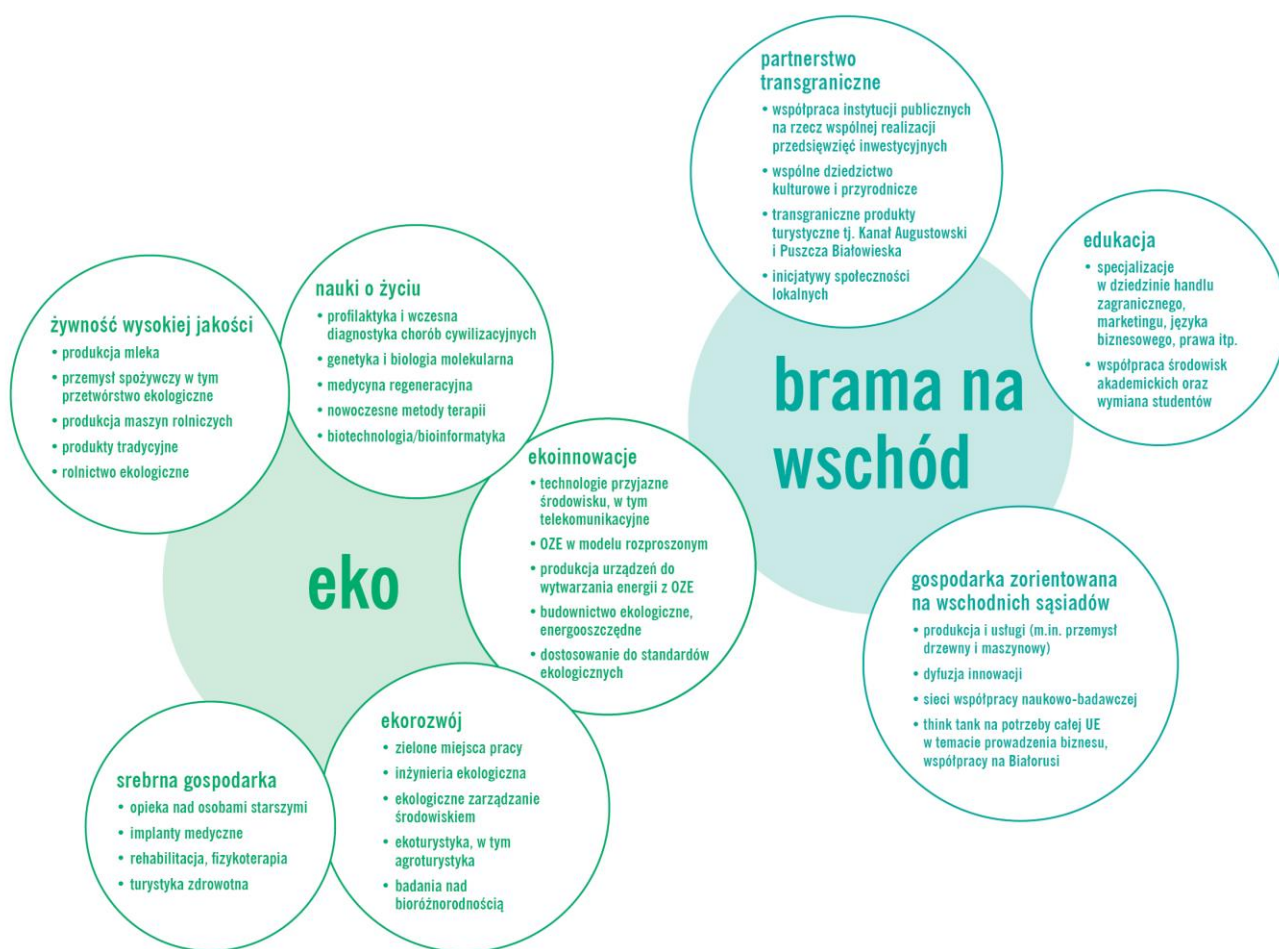 żywność wysokiej jakości
• produkcja mleka
• przemysł spożywczy w tym
przetwórstwo ekologiczne
• produkcja maszyn rolniczych
• produkty tradycyjne
• rolnictwo ekologiczne
nauki o życiu
• profilaktyka i wczesna
diagnostyka chorób cywilizacyjnych
• genetyka i biologia molekularna
• medycyna regeneracyjna
• nowoczesne metody terapii
• biotechnologia/bioinformatyka
ekoinnowacje
• technologie przyjazne
środowisku, w tym
telekomunikacyjne
• OZE w modelu rozproszonym
• produkcja urządzeń do
wytwarzania energii z OZE
• budownictwo ekologiczne,
energooszczędne
• dostosowanie do standardów
ekologicznych
eko
srebrna gospodarka
• opieka nad osobami starszymi
• implanty medyczne
• rehabilitacja, fizykoterapia
• turystyka zdrowotna
ekorozwój
• zielone miejsca pracy
• inżynieria ekologiczna
• ekologiczne zarządzanie
środowiskiem
• ekoturystyka, w tym
agroturystyka
• badania nad
bioróżnorodnością
partnerstwo
transgraniczne
• współpraca instytucji publicznych
na rzecz wspólnej realizacji
przedsięwzięć inwestycyjnych
• wspólne dziedzictwo
kulturowe i przyrodnicze
• transgraniczne produkty
turystyczne tj. Kanał Augustowski
i Puszcza Białowieska
• inicjatywy społeczności
lokalnych
edukacja
• specjalizacje
w dziedzinie handlu
zagranicznego,
marketingu, języka
biznesowego, prawa itp.
• współpraca środowisk
akademickich oraz
wymiana studentów
brama na
wschód
gospodarka zorientowana
na wschodnich sąsiadów
• produkcja i usługi (m.in. przemysł
drzewny i maszynowy)
• dyfuzja innowacji
• sieci współpracy naukowo-badawczej
• think tank na potrzeby całej UE
w temacie prowadzenia biznesu,
współpracy na Białorusi